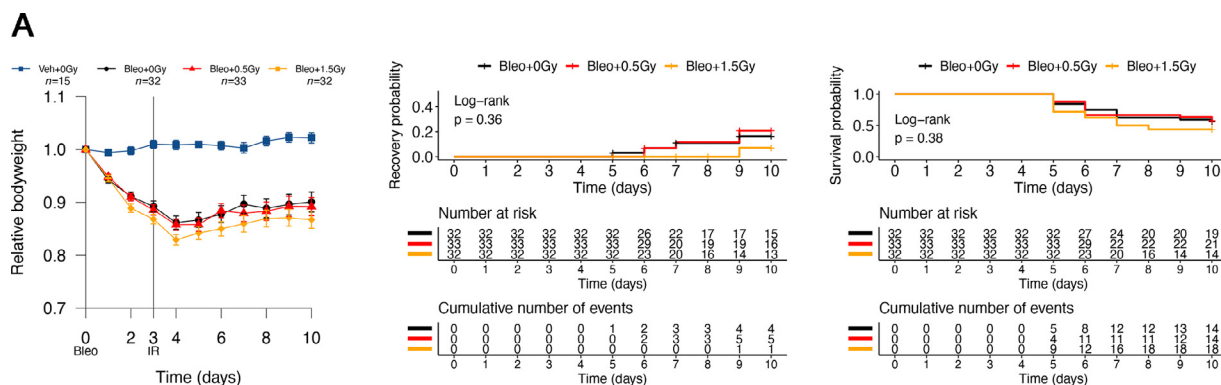 A
Veh+0Gy Bleo+0Gy Bleo+0.5Gy Bleo+1.5Gy
n=15 n=32 n=33 n=32
Relative bodyweight
1.2
1.1
1.0
0.9
0.8
0.7
0 2 3 4 6 8 10
Bleo IR
Time (days)
Bleo+0Gy Bleo+0.5Gy Bleo+1.5Gy
Recovery probability
0.4
0.2
0.0
Log-rank
p = 0.36
0 1 2 3 4 5 6 7 8 9 10
Time (days)
Number at risk
32 32 32 32 32 32 26 22 17 17 15
33 33 33 33 33 33 29 20 19 19 16
32 32 32 32 32 32 23 20 16 14 13
0 1 2 3 4 5 6 7 8 9 10
Time (days)
Cumulative number of events
0 0 0 0 0 1 2 3 3 4 4
0 0 0 0 0 0 2 3 3 5 5
0 0 0 0 0 0 0 0 0 1 1
0 1 2 3 4 5 6 7 8 9 10
Time (days)
Bleo+0Gy Bleo+0.5Gy Bleo+1.5Gy
Survival probability
1.0
0.5
0.0
Log-rank
p = 0.38
0 1 2 3 4 5 6 7 8 9 10
Time (days)
Number at risk
32 32 32 32 32 32 27 24 20 20 19
33 33 33 33 33 33 29 22 22 22 21
32 32 32 32 32 32 23 20 16 14 14
0 1 2 3 4 5 6 7 8 9 10
Time (days)
Cumulative number of events
0 0 0 0 0 5 8 12 12 13 14
0 0 0 0 0 4 11 11 11 12 14
0 0 0 0 0 9 12 16 18 18 18
0 1 2 3 4 5 6 7 8 9 10
Time (days)